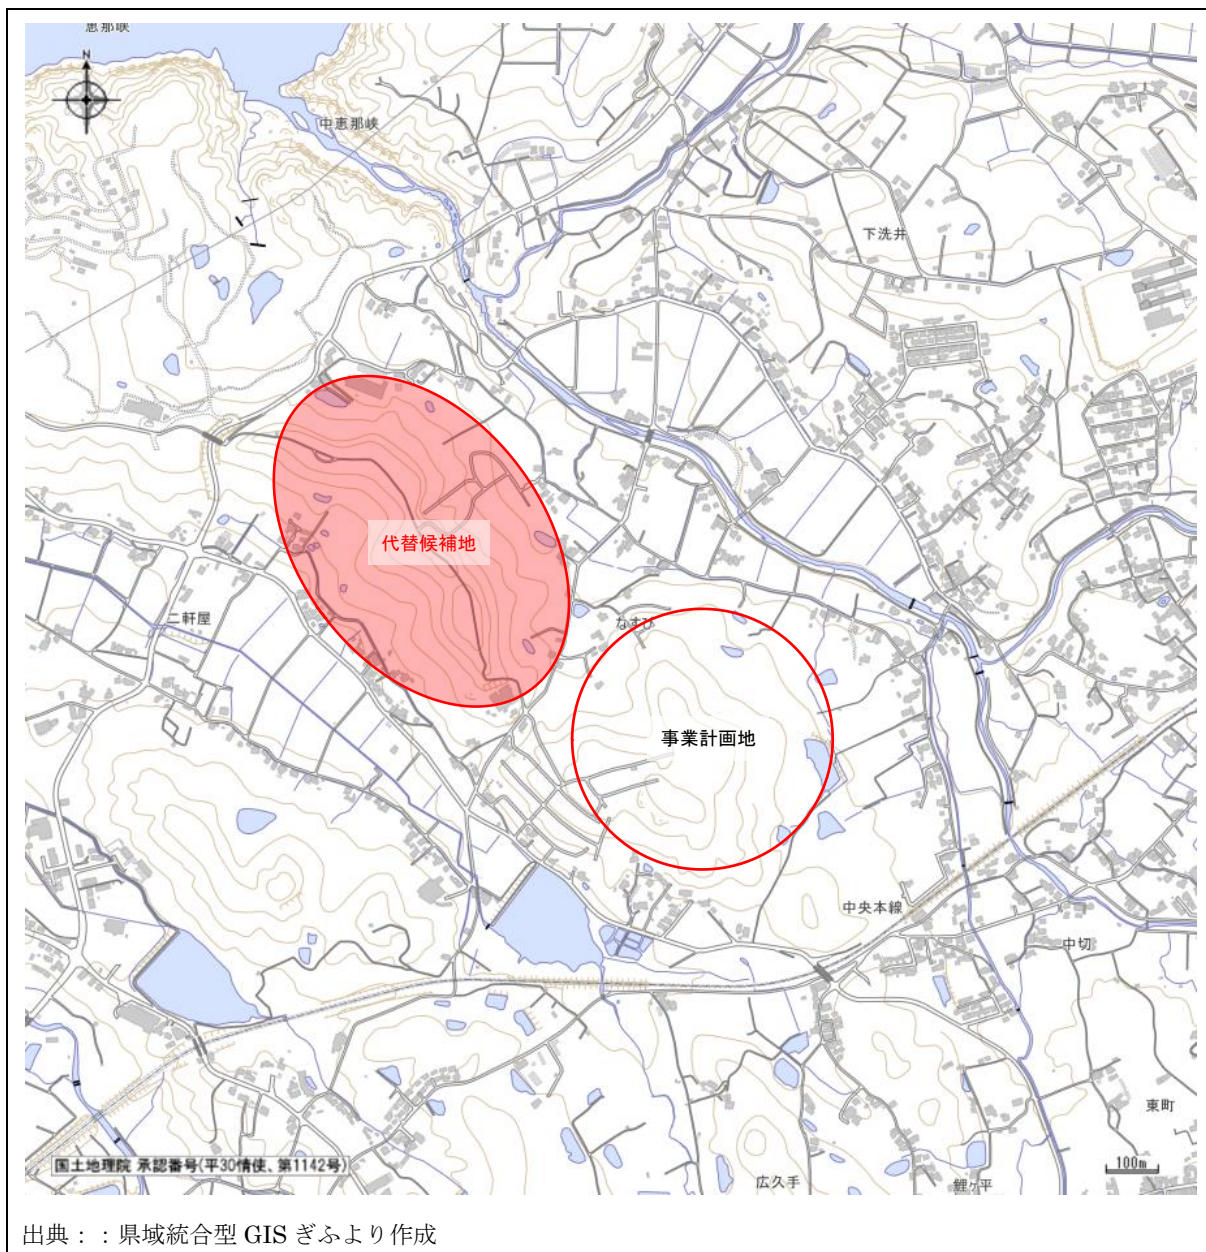 恵那峡
N
中恵那峡
下洗井
代替候補地
二軒屋
なすび
事業計画地
中央本線
中切
東町
国土地理院 承認番号(平30情使、第1142号)
100m
広久手
鯉ヶ平
出典：：県域統合型 GIS ぎふより作成